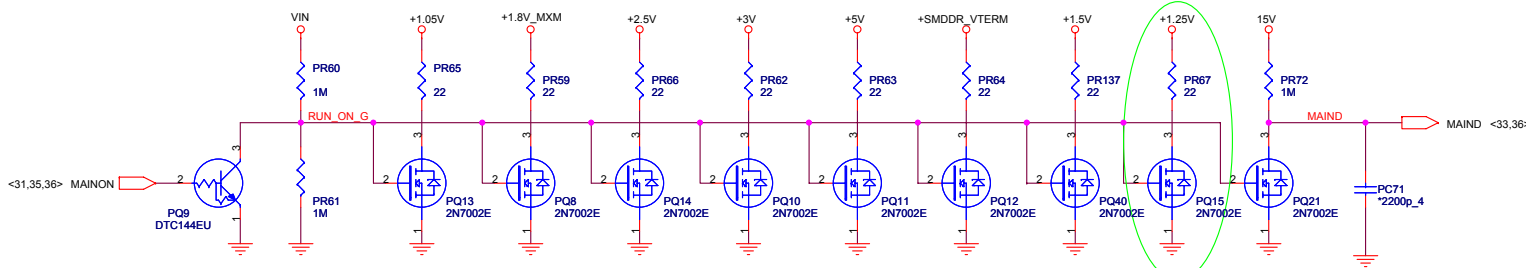 VIN +1.05V +1.8V_MXM +2.5V +3V +5V +SMDDR_VTERM +1.5V +1.25V 15V
PR60 PR65 PR59 PR66 PR62 PR63 PR64 PR137 PR67 PR72
1M 22 22 22 22 22 22 22 22 1M
RUN_ON_G MAIND
MAIND <33,36>
3 3 3 3 3 3 3 3 3 3
<31,35,36> MAINON 2 2 2 2 2 2 2 2 2 2
PR61 PQ13 PQ8 PQ14 PQ10 PQ11 PQ12 PQ40 PQ15 PQ21 PC71
1M 2N7002E 2N7002E 2N7002E 2N7002E 2N7002E 2N7002E 2N7002E 2N7002E 2N7002E *2200p_4
PQ9
DTC144EU
1 1 1 1 1 1 1 1 1 1